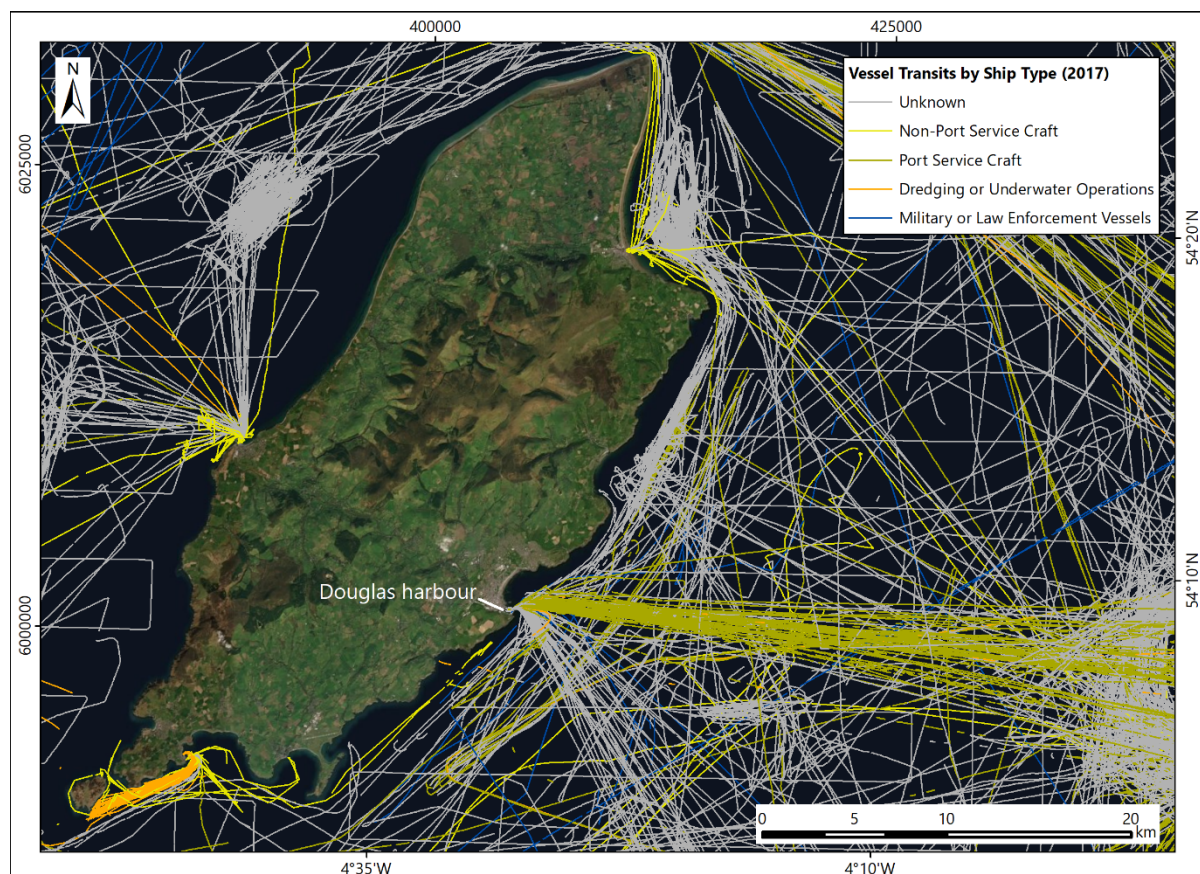 400000
425000
N
Vessel Transits by Ship Type (2017)
Unknown
Non-Port Service Craft
Port Service Craft
Dredging or Underwater Operations
Military or Law Enforcement Vessels
6025000
54°20'N
54°10'N
Douglas harbour
6000000
0 5 10 20
km
4°35'W
4°10'W